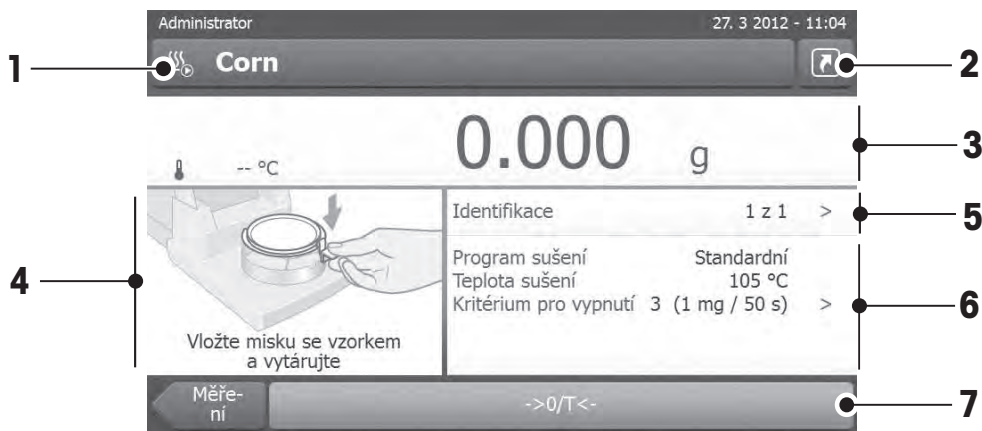 Administrator 27. 3 2012 - 11:04
1 Corn 2
0.000 g 3
-- °C
4
Identifikace 1 z 1 > 5
Program sušení Standardní
Teplota sušení 105 °C
Kritérium pro vypnutí 3 (1 mg / 50 s) > 6
Vložte misku se vzorkem
a vytárujte
Měře-
ní
->0/T<- 7